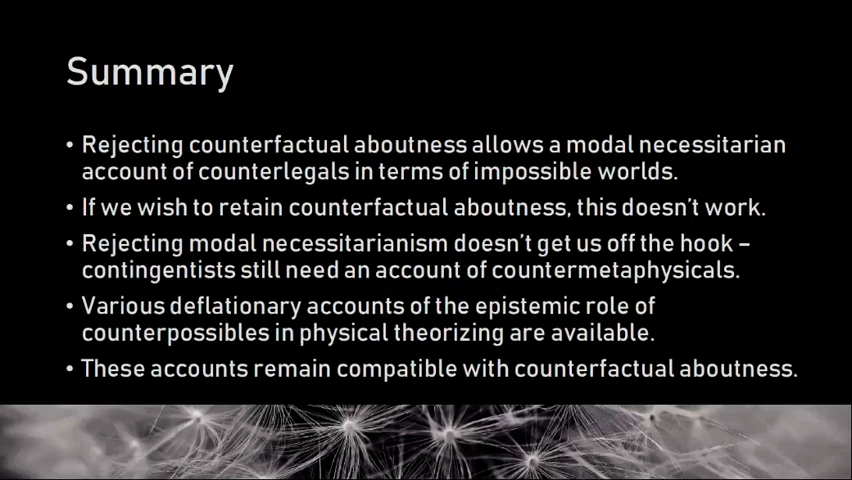 Summary
• Rejecting counterfactual aboutness allows a modal necessitarian
account of counterlegals in terms of impossible worlds.
• If we wish to retain counterfactual aboutness, this doesn't work.
• Rejecting modal necessitarianism doesn't get us off the hook –
contingentists still need an account of countermetaphysicals.
• Various deflationary accounts of the epistemic role of
counterpossibles in physical theorizing are available.
• These accounts remain compatible with counterfactual aboutness.